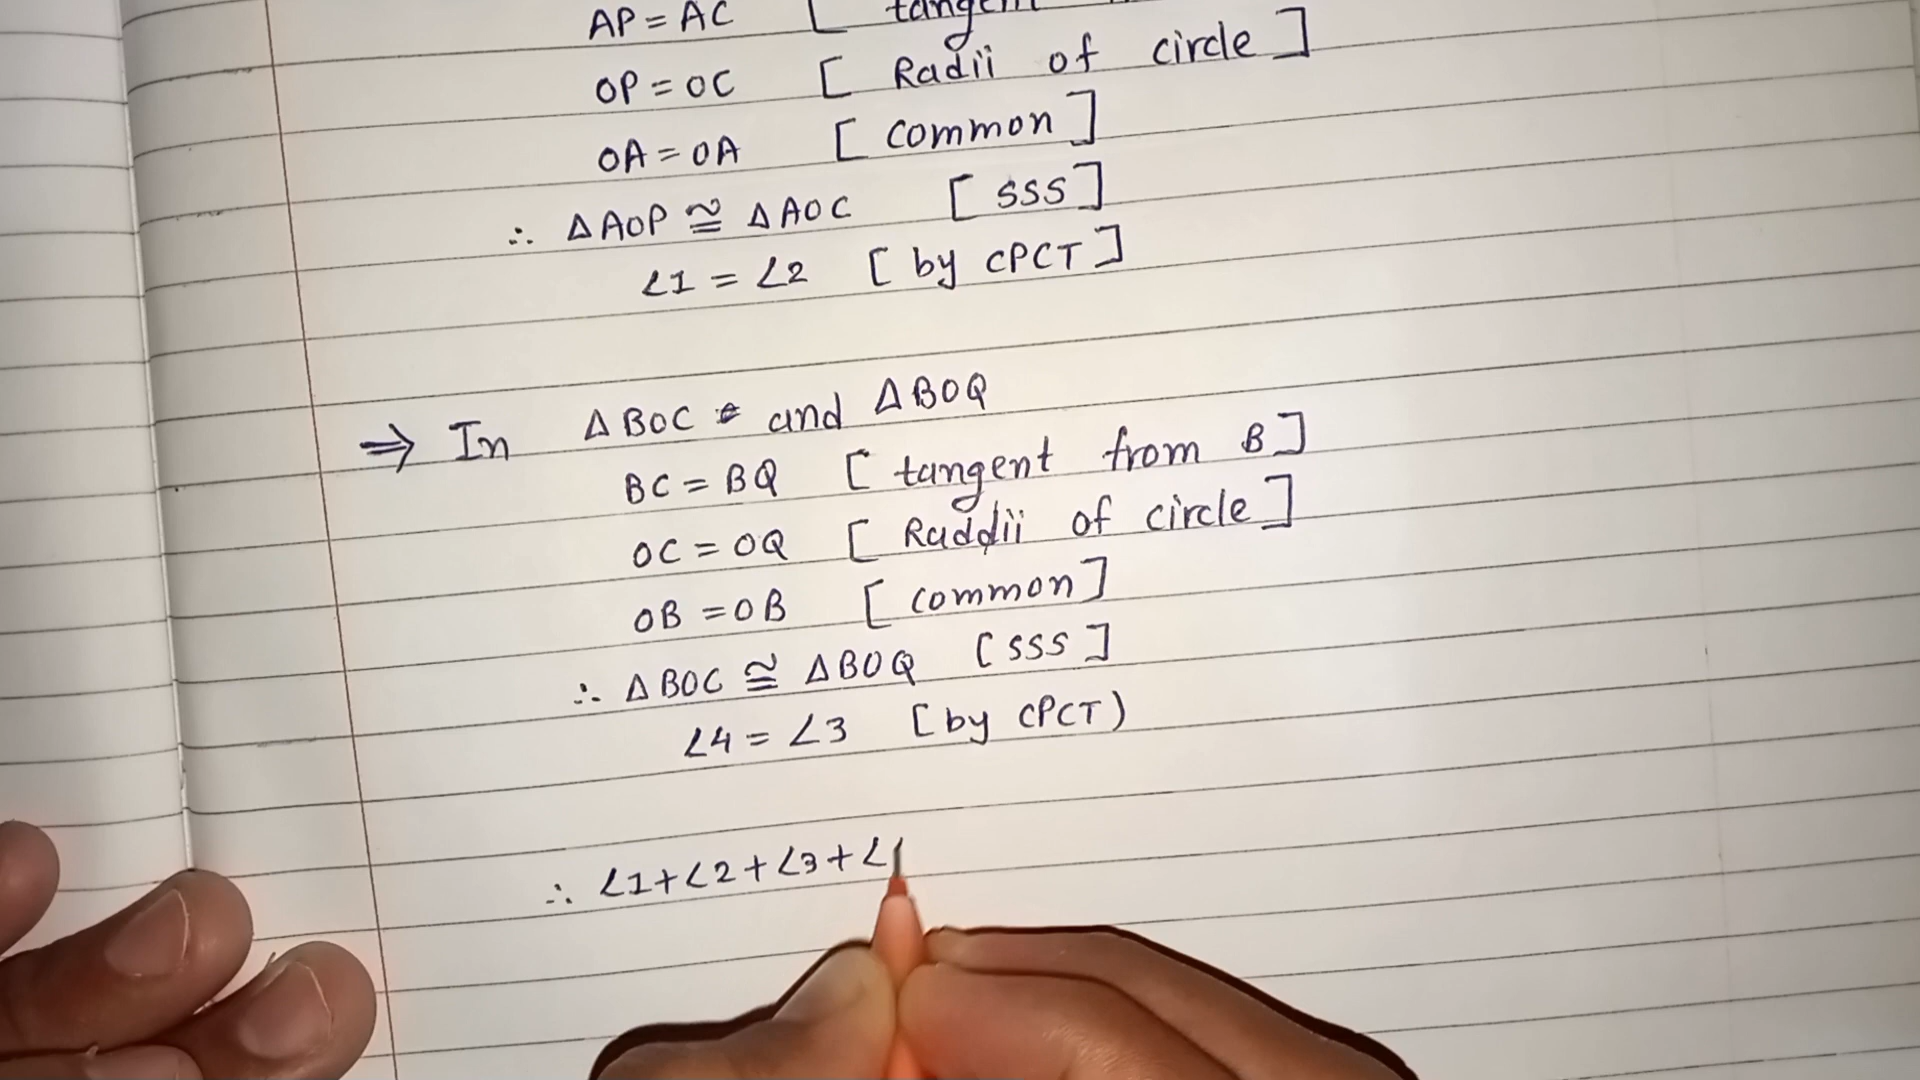 AP = AC [ tangent
OP = OC [ Radii of circle ]
OA = OA [ common ]
∴ ΔAOP ≅ ΔAOC [ SSS ]
∠1 = ∠2 [ by CPCT ]
⇒ In ΔBOC and ΔBOQ
BC = BQ [ tangent from B ]
OC = OQ [ Raddii of circle ]
OB = OB [ common ]
∴ ΔBOC ≅ ΔBOQ [ SSS ]
∠4 = ∠3 [ by CPCT )
∴ ∠1 + ∠2 + ∠3 + ∠